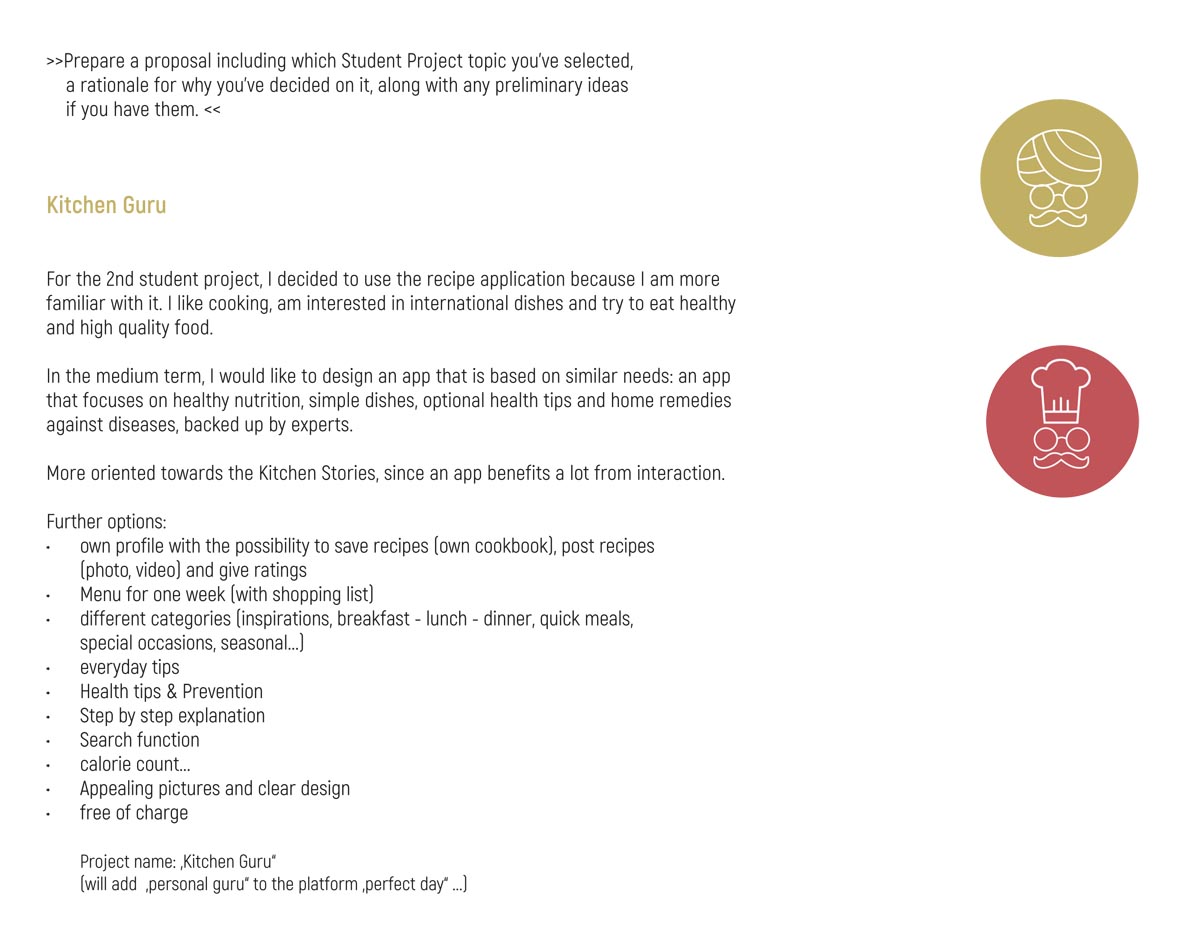 >>Prepare a proposal including which Student Project topic you've selected,
a rationale for why you've decided on it, along with any preliminary ideas
if you have them. <<
Kitchen Guru
For the 2nd student project, I decided to use the recipe application because I am more
familiar with it. I like cooking, am interested in international dishes and try to eat healthy
and high quality food.
In the medium term, I would like to design an app that is based on similar needs: an app
that focuses on healthy nutrition, simple dishes, optional health tips and home remedies
against diseases, backed up by experts.
More oriented towards the Kitchen Stories, since an app benefits a lot from interaction.
Further options:
• own profile with the possibility to save recipes (own cookbook), post recipes
(photo, video) and give ratings
• Menu for one week (with shopping list)
• different categories (inspirations, breakfast - lunch - dinner, quick meals,
special occasions, seasonal...)
• everyday tips
• Health tips & Prevention
• Step by step explanation
• Search function
• calorie count...
• Appealing pictures and clear design
• free of charge
Project name: ‚Kitchen Guru“
(will add ‚personal guru“ to the platform ‚perfect day“ ...)